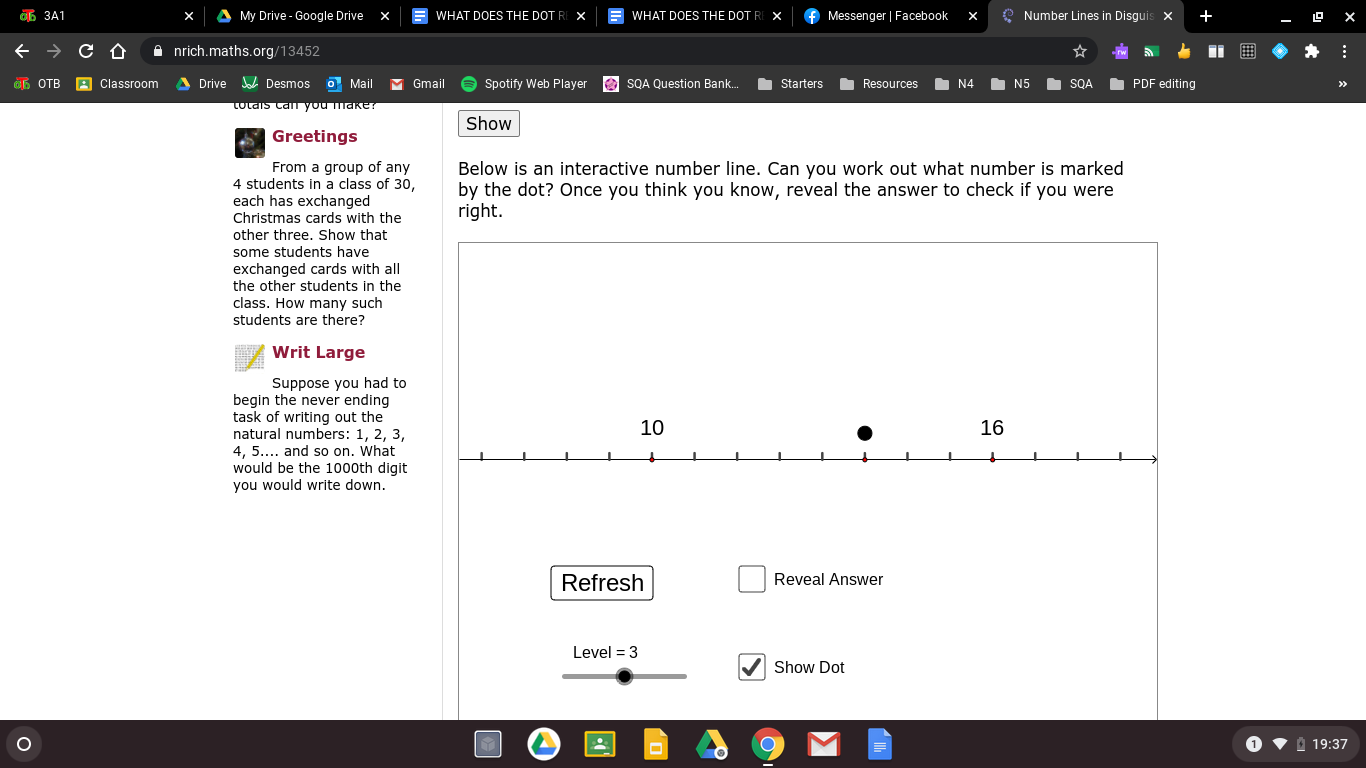 3A1
My Drive - Google Drive
WHAT DOES THE DOT R
WHAT DOES THE DOT R
Messenger | Facebook
Number Lines in Disguis
nrich.maths.org/13452
OTB
Classroom
Drive
Desmos
Mail
Gmail
Spotify Web Player
SQA Question Bank...
Starters
Resources
N4
N5
SQA
PDF editing
»
totals can you make?
Greetings
From a group of any
4 students in a class of 30,
each has exchanged
Christmas cards with the
other three. Show that
some students have
exchanged cards with all
the other students in the
class. How many such
students are there?
Writ Large
Suppose you had to
begin the never ending
task of writing out the
natural numbers: 1, 2, 3,
4, 5.... and so on. What
would be the 1000th digit
you would write down.
Show
Below is an interactive number line. Can you work out what number is marked
by the dot? Once you think you know, reveal the answer to check if you were
right.
10
16
Refresh
Reveal Answer
Level = 3
Show Dot
1
19:37